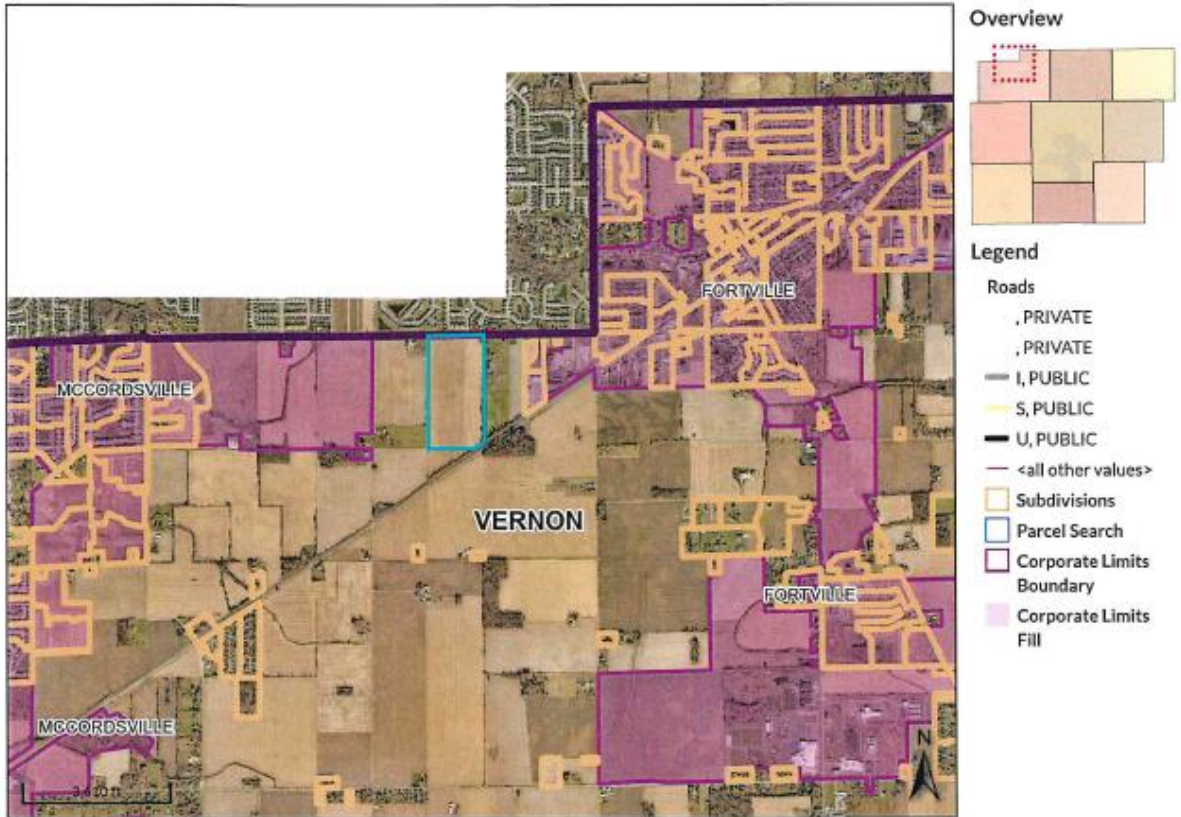 Overview
Legend
Roads
, PRIVATE
, PRIVATE
I, PUBLIC
S, PUBLIC
U, PUBLIC
<all other values>
Subdivisions
Parcel Search
Corporate Limits
Boundary
Corporate Limits
Fill
FORTVILLE
MCCORDSVILLE
VERNON
FORTVILLE
MCCORDSVILLE
N